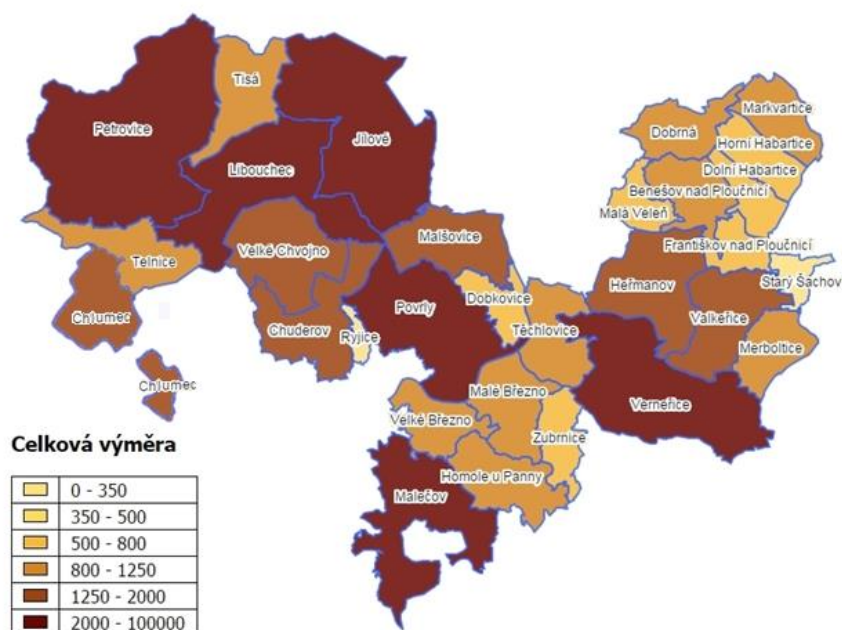 Tisá
Petrovice
Jílové
Libouchec
Markvartice
Dobrná
Horní Habartice
Dolní Habartice
Benešov nad Ploučnicí
Malá Veleň
Velké Chvojno
Malšovice
Františkov nad Ploučnicí
Telnice
Heřmanov
Starý Šachov
Chlumec
Povrly
Dobkovice
Valkeřice
Chuderov
Ryjice
Těchlovice
Merboltice
Chlumec
Malé Březno
Verneřice
Velké Březno
Zubrnice
Celková výměra
Homole u Panny
Malečov
0 - 350
350 - 500
500 - 800
800 - 1250
1250 - 2000
2000 - 100000